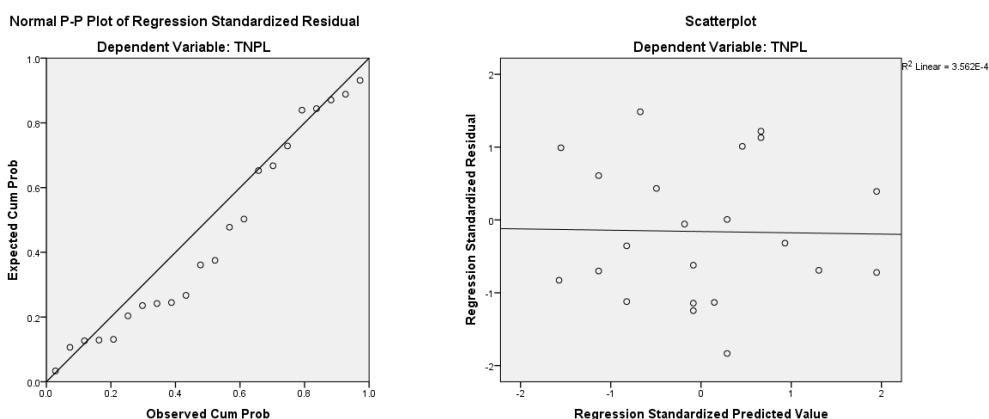 Normal P-P Plot of Regression Standardized Residual
Dependent Variable: TNPL
Expected Cum Prob
1.0
0.8
0.6
0.4
0.2
0.0
0.0 0.2 0.4 0.6 0.8 1.0
Observed Cum Prob
Scatterplot
Dependent Variable: TNPL
R2 Linear = 3.562E-4
Regression Standardized Residual
2
1
0
-1
-2
-2 -1 0 1 2
Regression Standardized Predicted Value